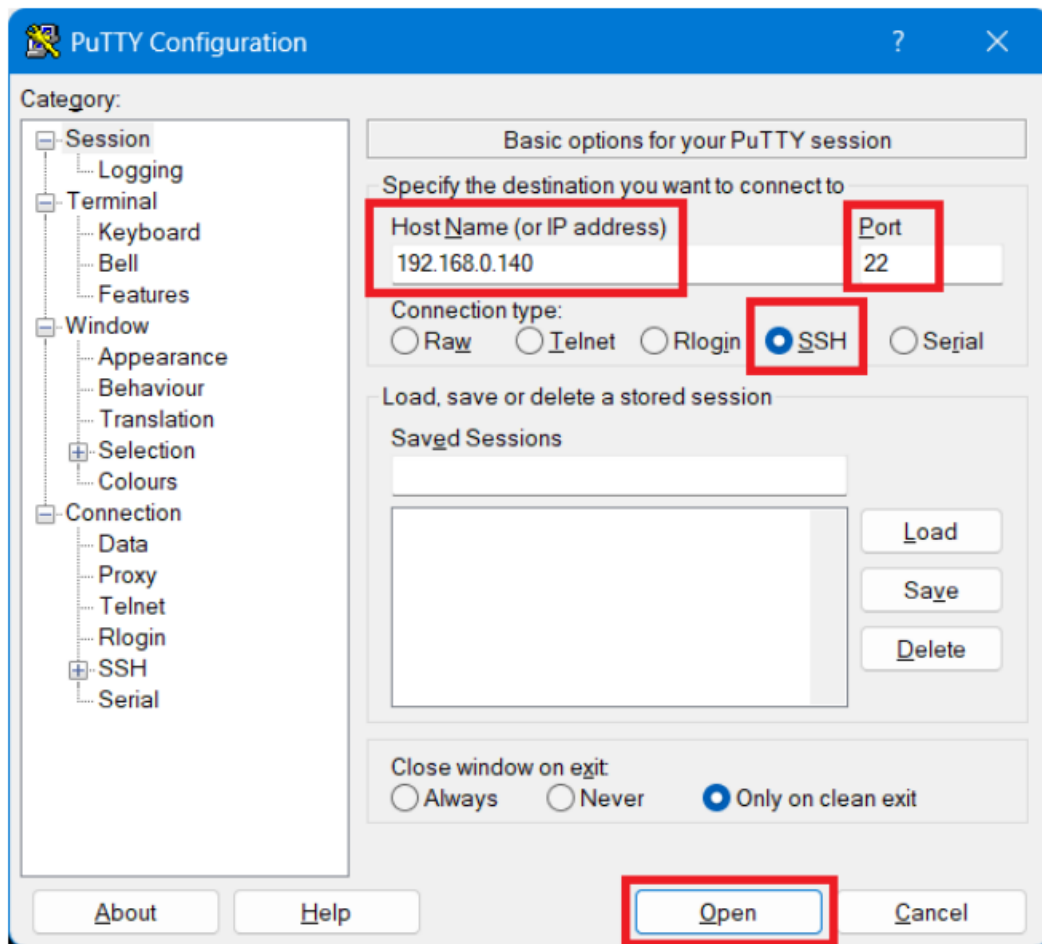 PuTTY Configuration
?
Category:
Session
Logging
Terminal
Keyboard
Bell
Features
Window
Appearance
Behaviour
Translation
Selection
Colours
Connection
Data
Proxy
Telnet
Rlogin
SSH
Serial
Basic options for your PuTTY session
Specify the destination you want to connect to
Host Name (or IP address) Port
192.168.0.140 22
Connection type:
Raw Telnet Rlogin SSH Serial
Load, save or delete a stored session
Saved Sessions
Load
Save
Delete
Close window on exit:
Always Never Only on clean exit
About Help Open Cancel